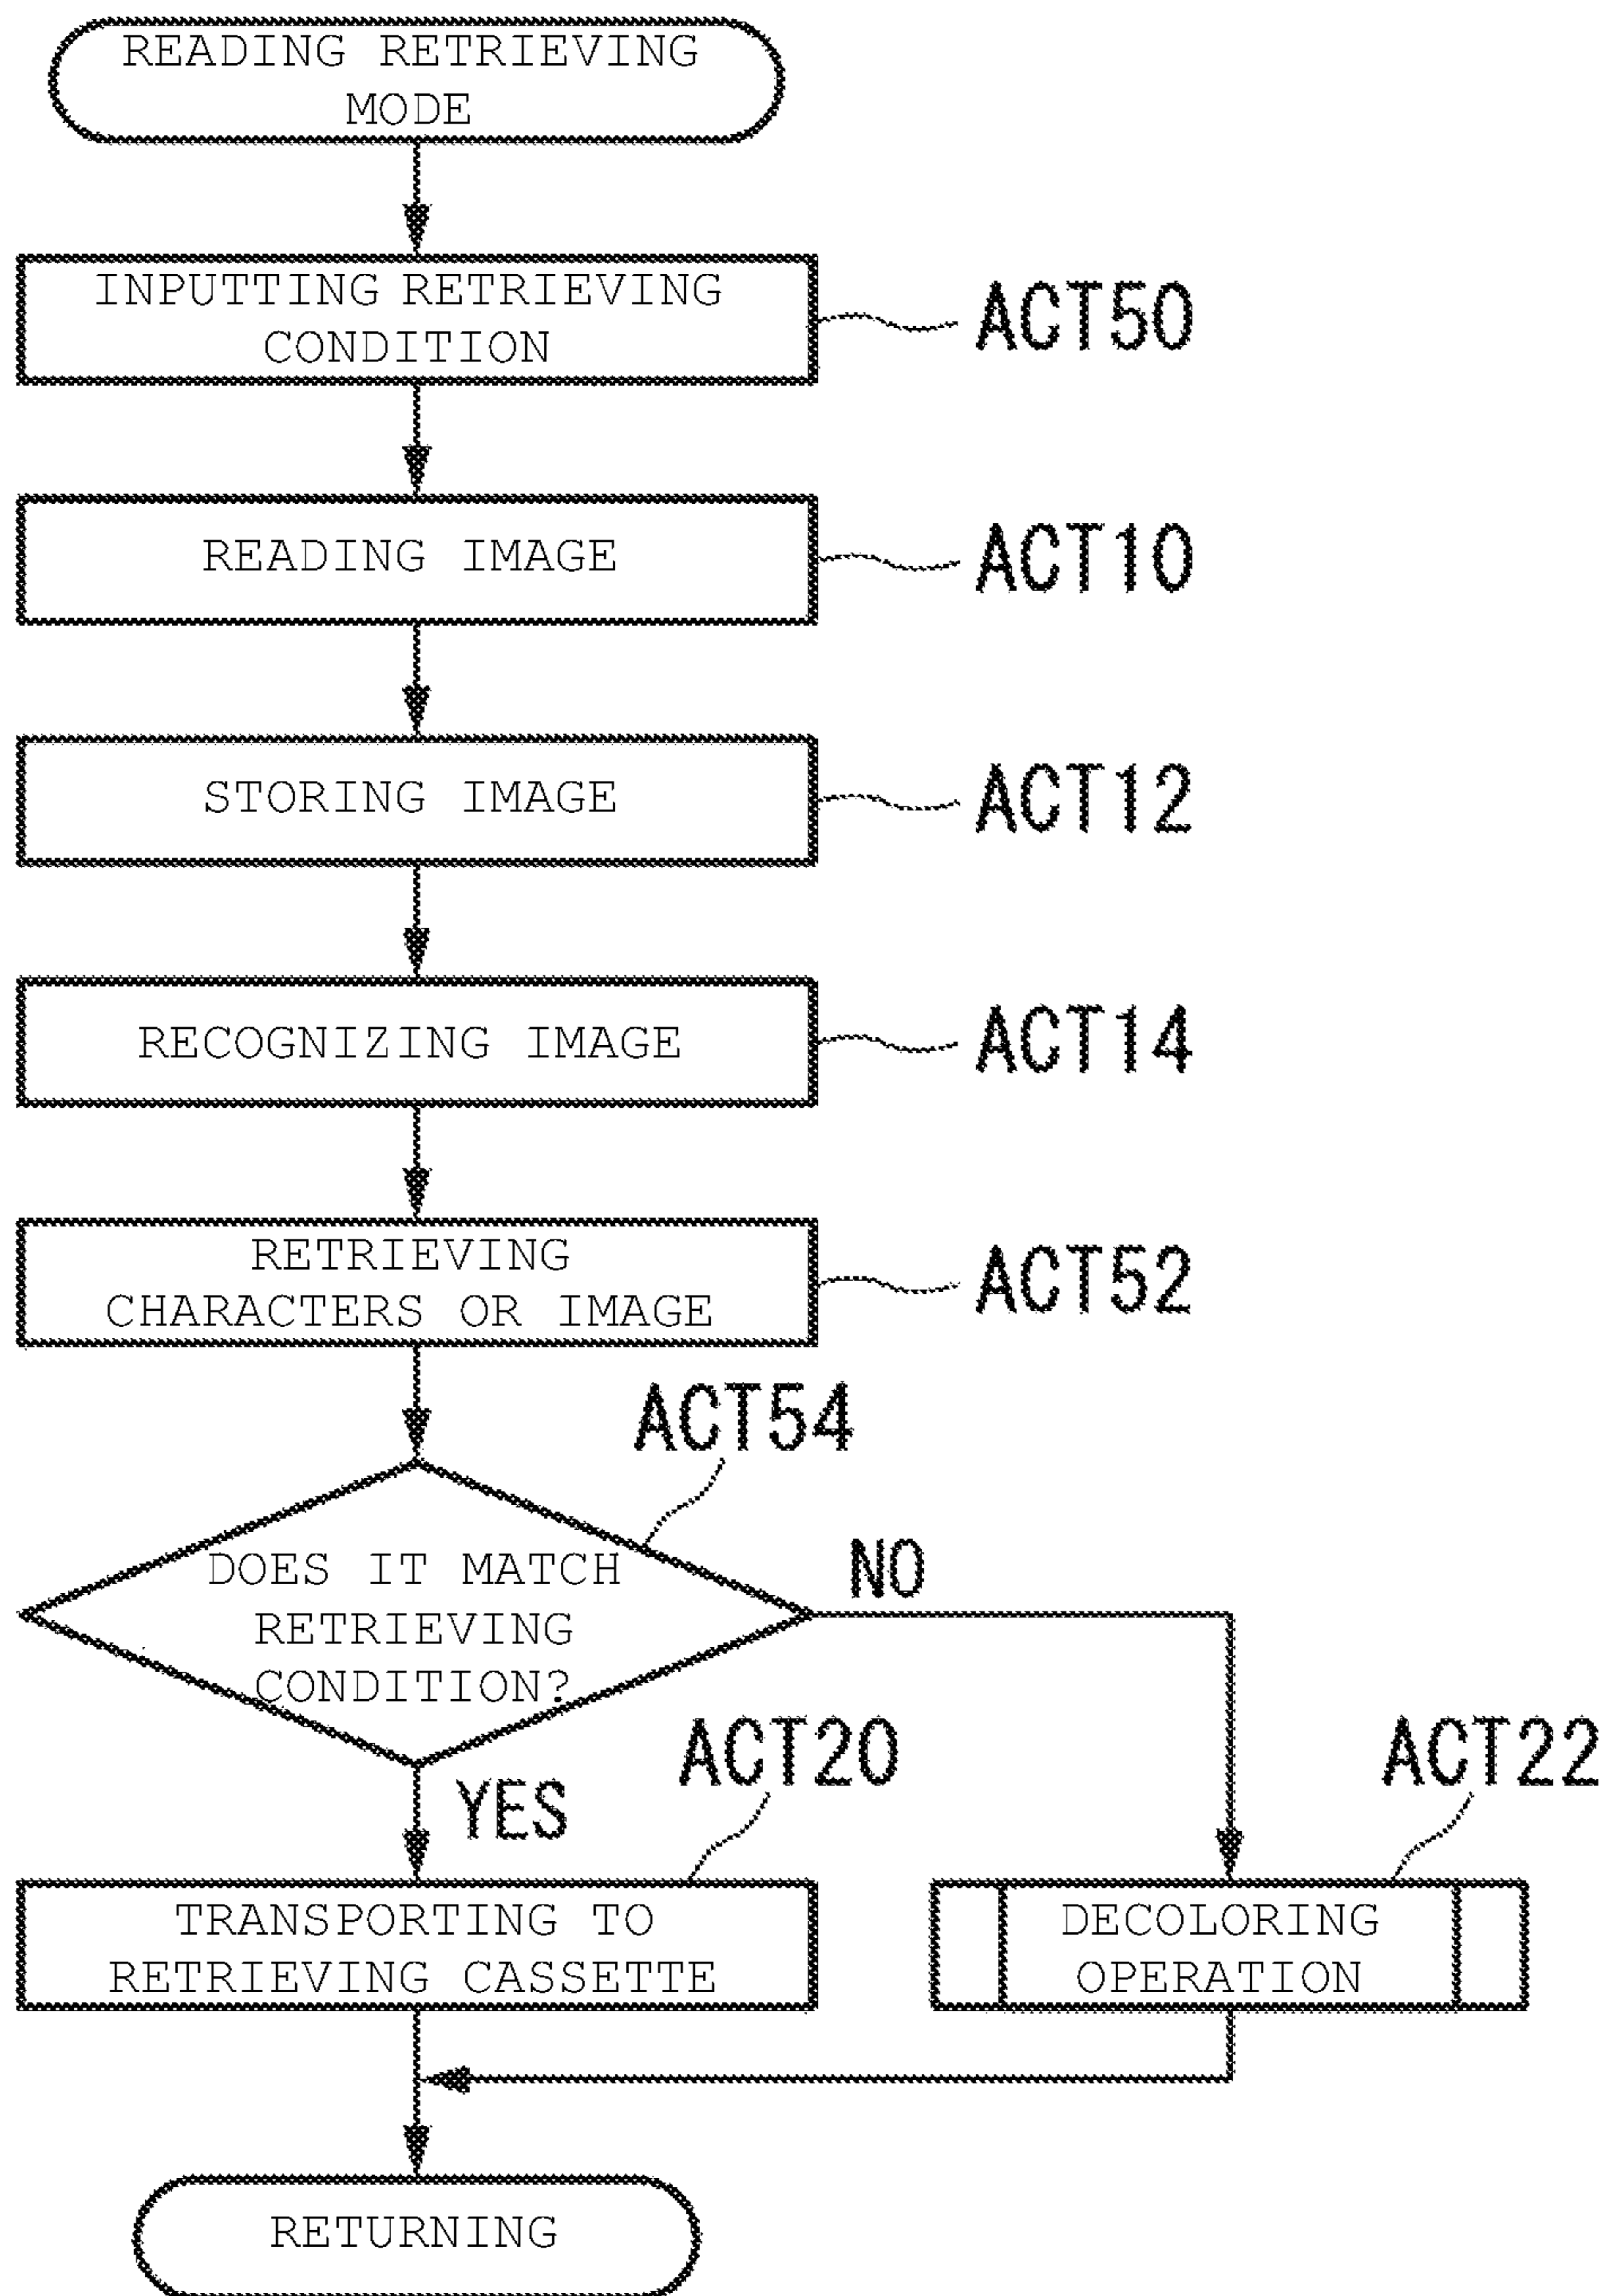 READING RETRIEVING
MODE
INPUTTING RETRIEVING
CONDITION
ACT50
READING IMAGE
ACT10
STORING IMAGE
ACT12
RECOGNIZING IMAGE
ACT14
RETRIEVING
CHARACTERS OR IMAGE
ACT52
ACT54
DOES IT MATCH
RETRIEVING
CONDITION?
NO
YES
ACT20
TRANSPORTING TO
RETRIEVING CASSETTE
ACT22
DECOLORING
OPERATION
RETURNING